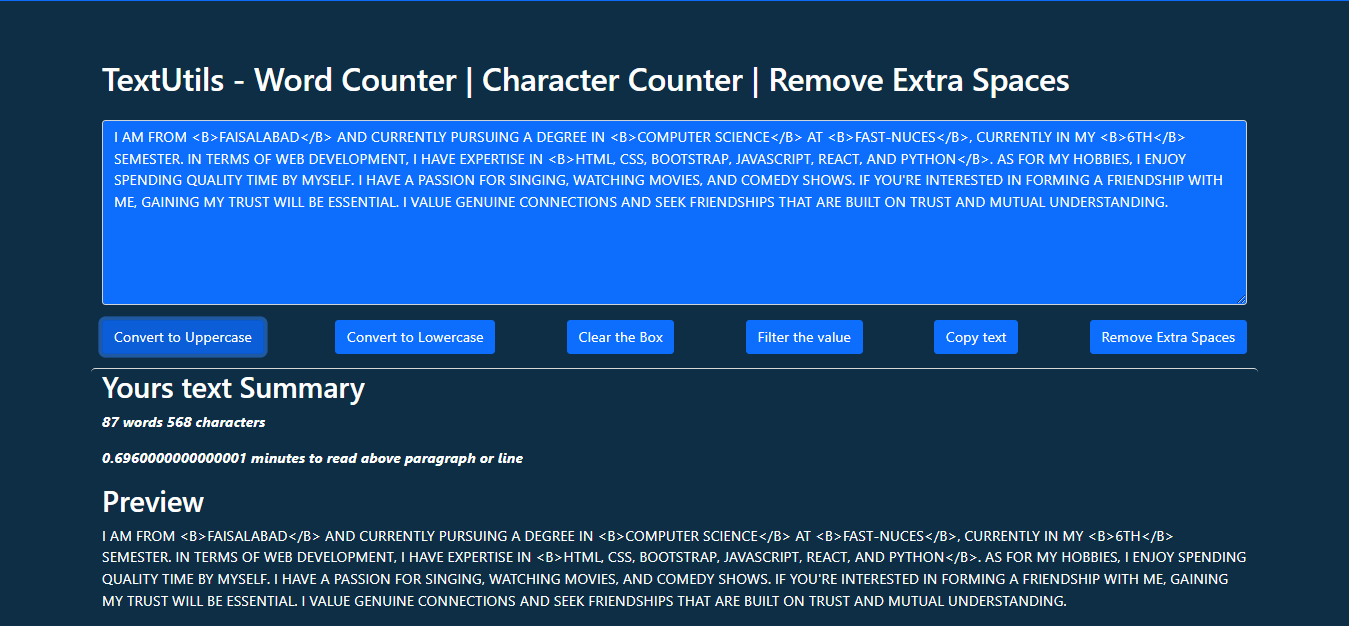 TextUtils - Word Counter | Character Counter | Remove Extra Spaces
I AM FROM <B>FAISALABAD</B> AND CURRENTLY PURSUING A DEGREE IN <B>COMPUTER SCIENCE</B> AT <B>FAST-NUCES</B>, CURRENTLY IN MY <B>6TH</B>
SEMESTER. IN TERMS OF WEB DEVELOPMENT, I HAVE EXPERTISE IN <B>HTML, CSS, BOOTSTRAP, JAVASCRIPT, REACT, AND PYTHON</B>. AS FOR MY HOBBIES, I ENJOY
SPENDING QUALITY TIME BY MYSELF. I HAVE A PASSION FOR SINGING, WATCHING MOVIES, AND COMEDY SHOWS. IF YOU'RE INTERESTED IN FORMING A FRIENDSHIP WITH
ME, GAINING MY TRUST WILL BE ESSENTIAL. I VALUE GENUINE CONNECTIONS AND SEEK FRIENDSHIPS THAT ARE BUILT ON TRUST AND MUTUAL UNDERSTANDING.
Convert to Uppercase Convert to Lowercase Clear the Box Filter the value Copy text Remove Extra Spaces
Yours text Summary
87 words 568 characters
0.6960000000000001 minutes to read above paragraph or line
Preview
I AM FROM <B>FAISALABAD</B> AND CURRENTLY PURSUING A DEGREE IN <B>COMPUTER SCIENCE</B> AT <B>FAST-NUCES</B>, CURRENTLY IN MY <B>6TH</B>
SEMESTER. IN TERMS OF WEB DEVELOPMENT, I HAVE EXPERTISE IN <B>HTML, CSS, BOOTSTRAP, JAVASCRIPT, REACT, AND PYTHON</B>. AS FOR MY HOBBIES, I ENJOY SPENDING
QUALITY TIME BY MYSELF. I HAVE A PASSION FOR SINGING, WATCHING MOVIES, AND COMEDY SHOWS. IF YOU'RE INTERESTED IN FORMING A FRIENDSHIP WITH ME, GAINING
MY TRUST WILL BE ESSENTIAL. I VALUE GENUINE CONNECTIONS AND SEEK FRIENDSHIPS THAT ARE BUILT ON TRUST AND MUTUAL UNDERSTANDING.